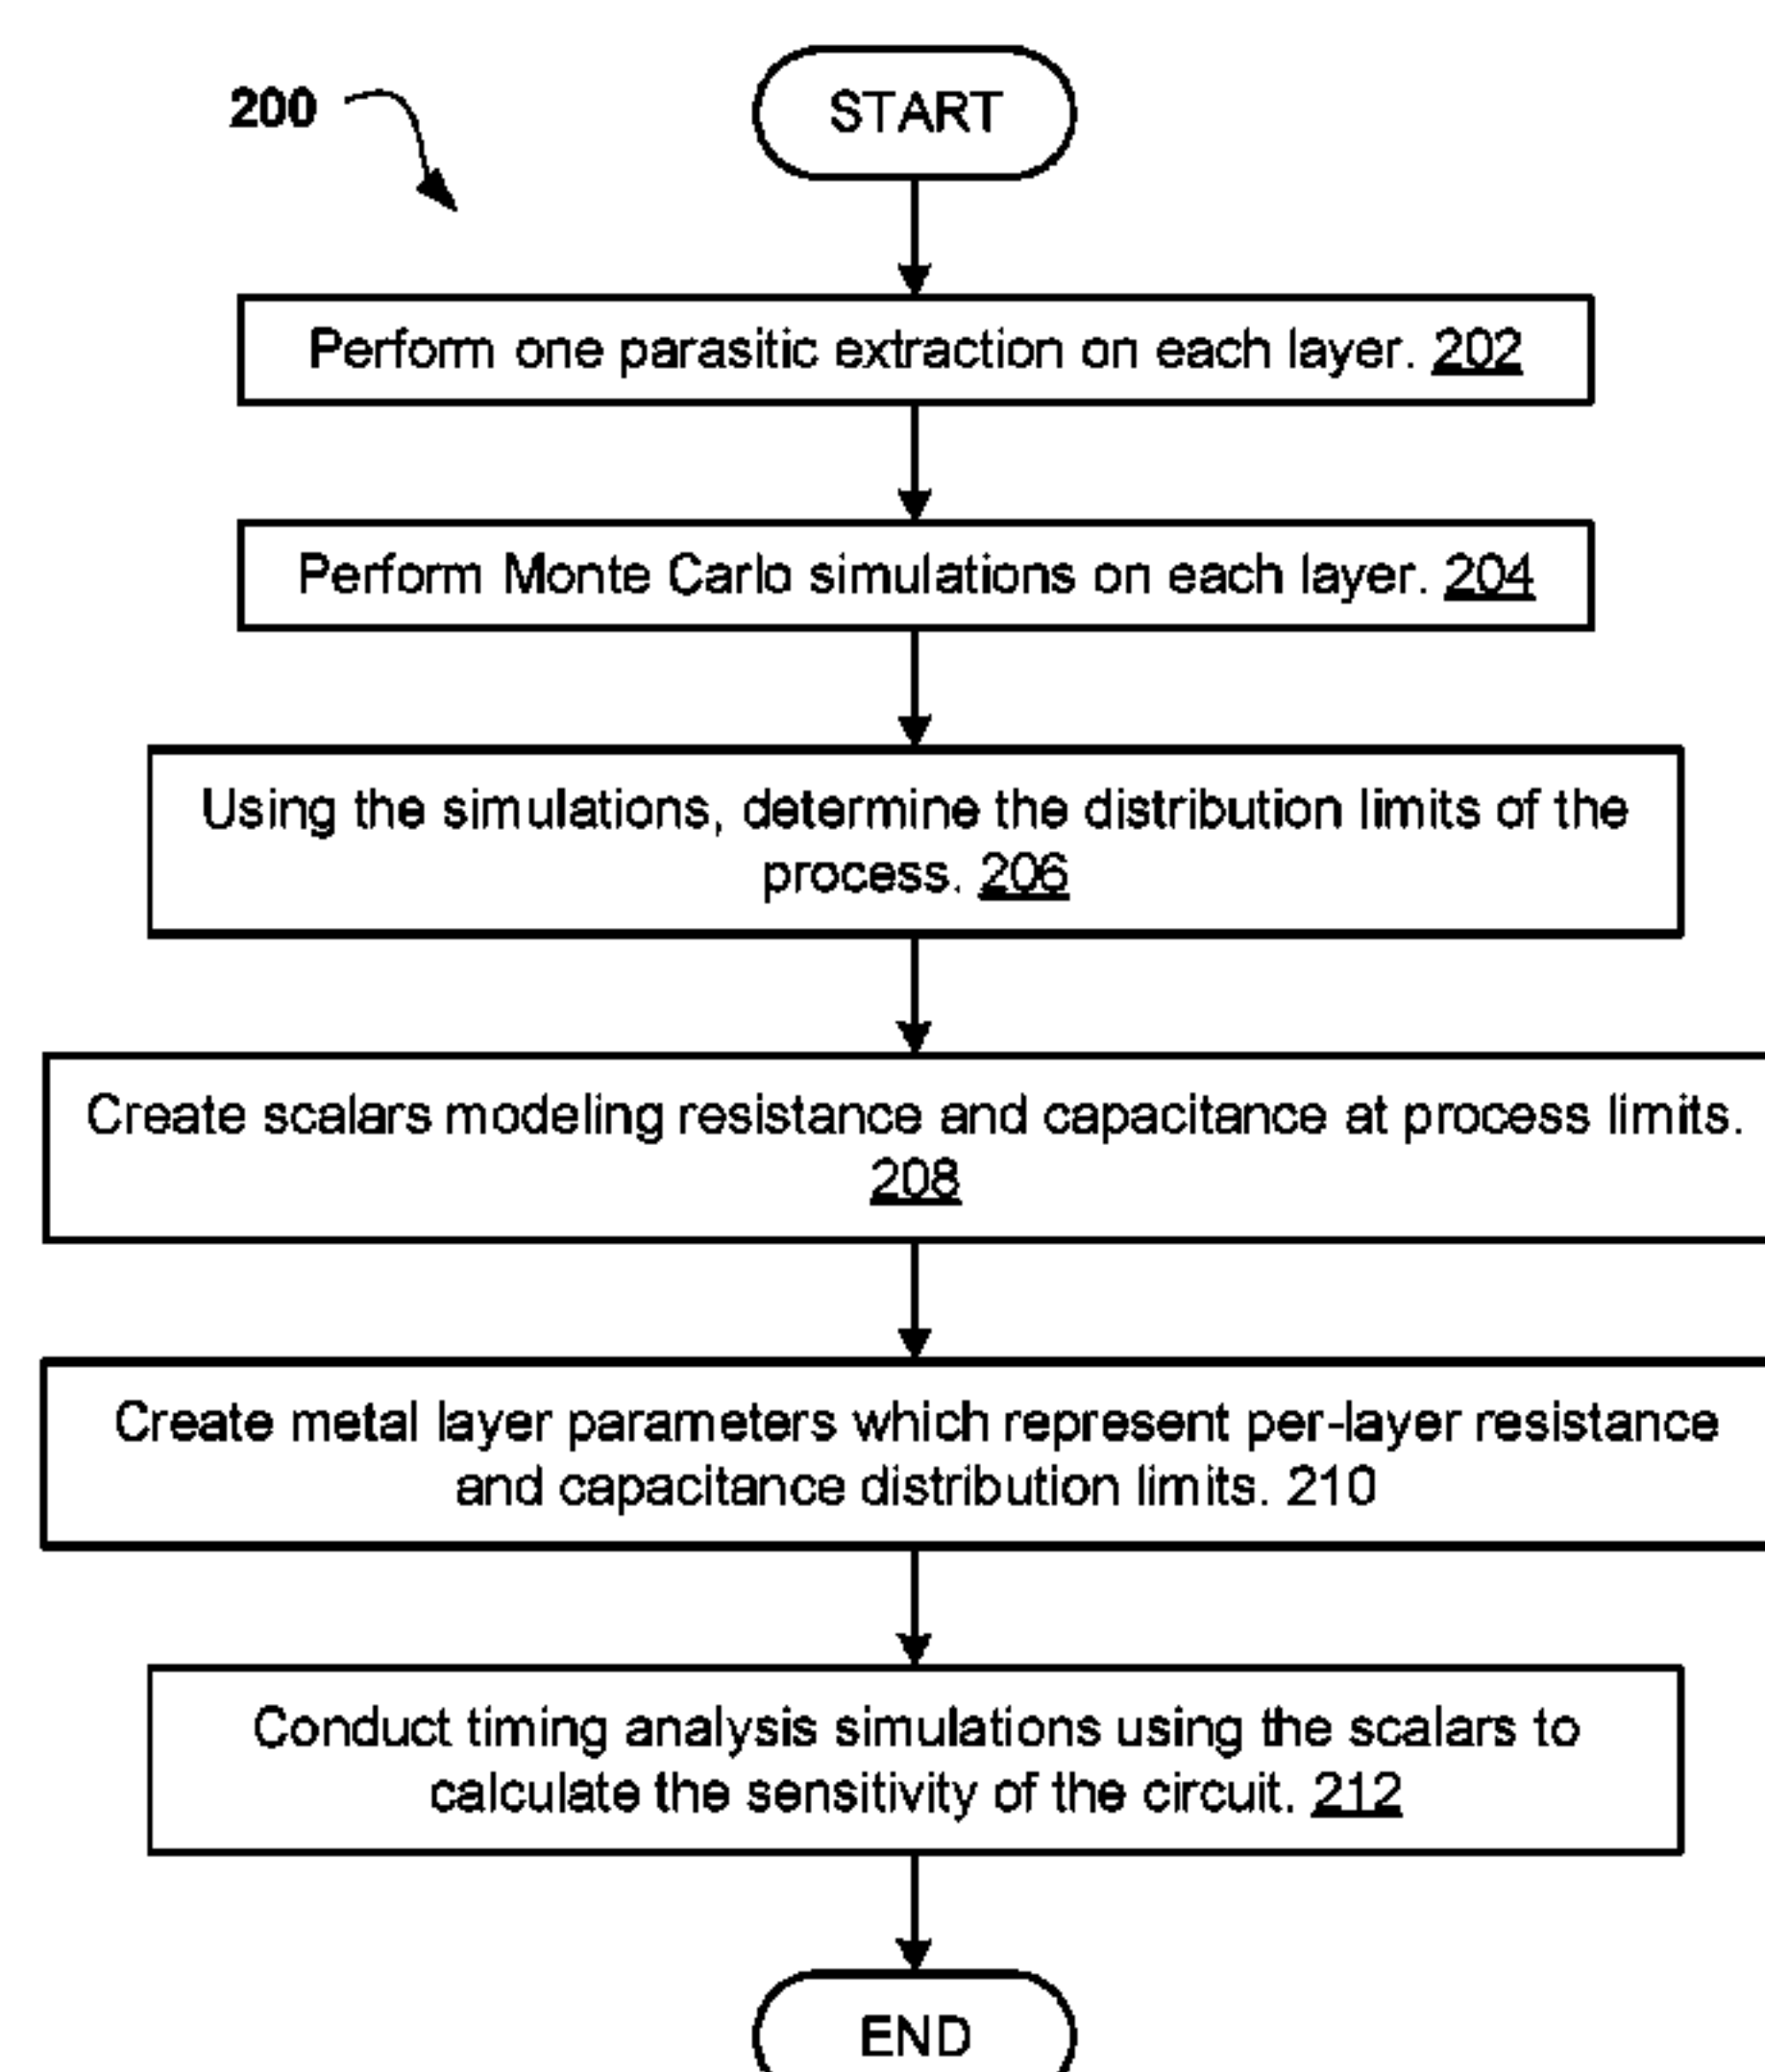 200
START
Perform one parasitic extraction on each layer. 202
Perform Monte Carlo simulations on each layer. 204
Using the simulations, determine the distribution limits of the
process. 206
Create scalars modeling resistance and capacitance at process limits.
208
Create metal layer parameters which represent per-layer resistance
and capacitance distribution limits. 210
Conduct timing analysis simulations using the scalars to
calculate the sensitivity of the circuit. 212
END